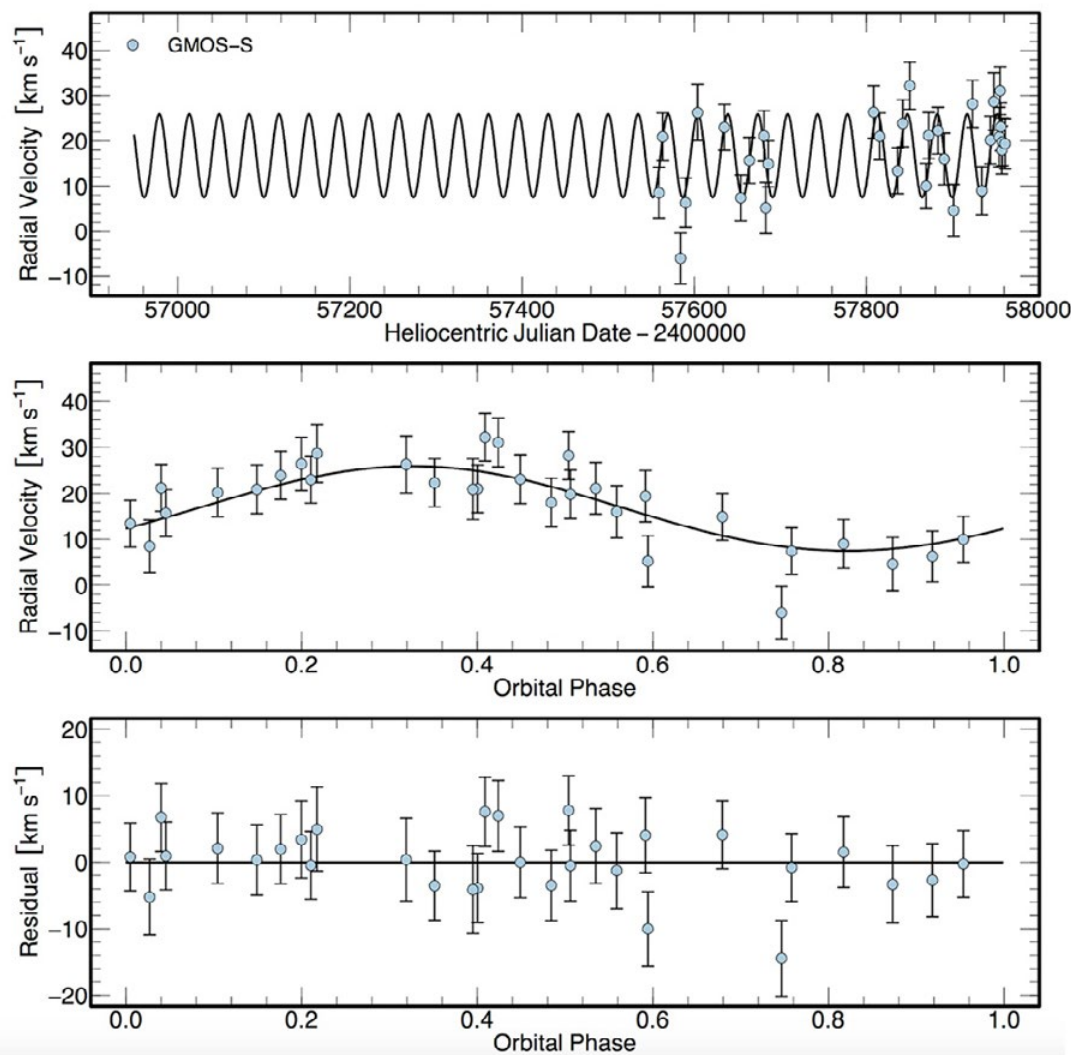 GMOS−S
Radial Velocity [km s−1]
40
30
20
10
0
−10
57000 57200 57400 57600 57800 58000
Heliocentric Julian Date − 2400000
Radial Velocity [km s−1]
40
30
20
10
0
−10
0.0 0.2 0.4 0.6 0.8 1.0
Orbital Phase
Residual [km s−1]
20
10
0
−10
−20
0.0 0.2 0.4 0.6 0.8 1.0
Orbital Phase